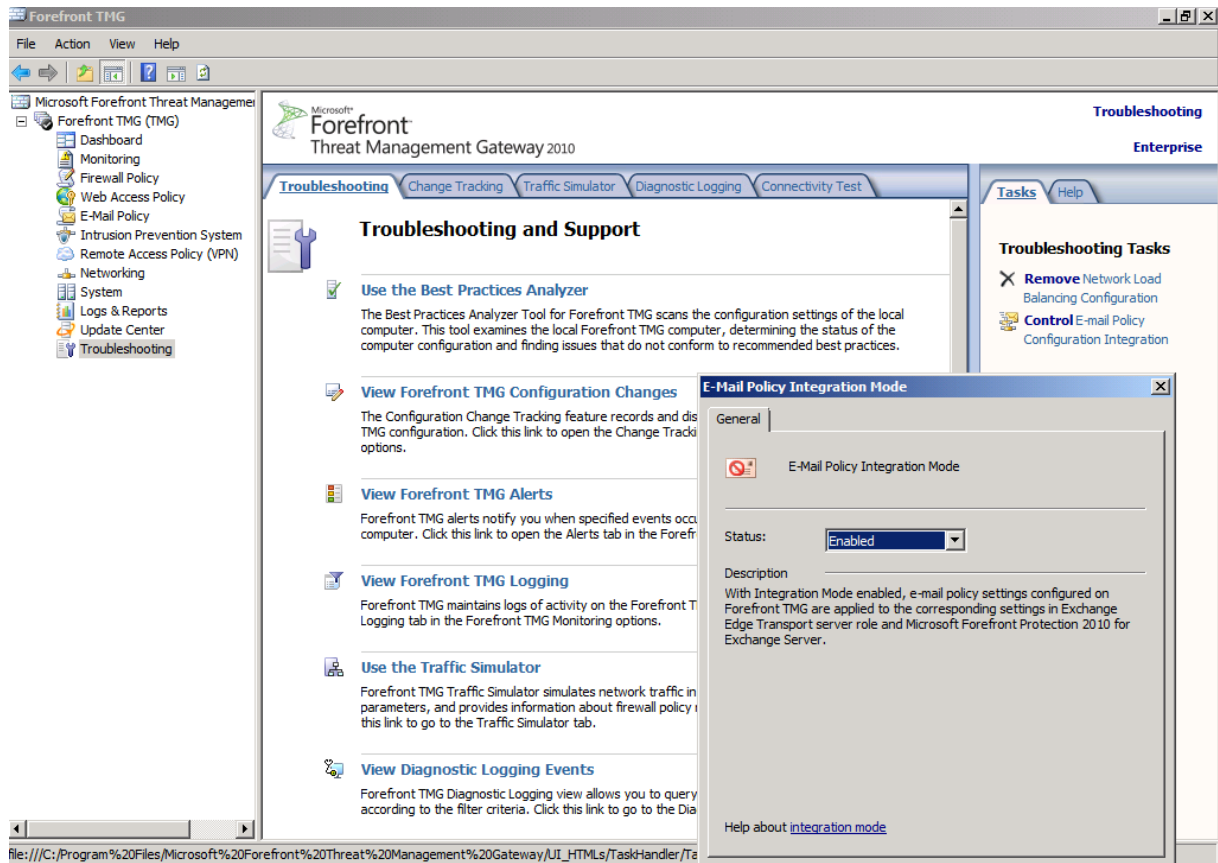 Forefront TMG
File Action View Help
Microsoft Forefront Threat Manageme
Forefront TMG (TMG)
Dashboard
Monitoring
Firewall Policy
Web Access Policy
E-Mail Policy
Intrusion Prevention System
Remote Access Policy (VPN)
Networking
System
Logs & Reports
Update Center
Troubleshooting
Microsoft
Forefront
Threat Management Gateway 2010
Troubleshooting
Enterprise
Troubleshooting Change Tracking Traffic Simulator Diagnostic Logging Connectivity Test
Troubleshooting and Support
Use the Best Practices Analyzer
The Best Practices Analyzer Tool for Forefront TMG scans the configuration settings of the local
computer. This tool examines the local Forefront TMG computer, determining the status of the
computer configuration and finding issues that do not conform to recommended best practices.
View Forefront TMG Configuration Changes
The Configuration Change Tracking feature records and dis
TMG configuration. Click this link to open the Change Tracki
options.
View Forefront TMG Alerts
Forefront TMG alerts notify you when specified events occu
computer. Click this link to open the Alerts tab in the Forefr
View Forefront TMG Logging
Forefront TMG maintains logs of activity on the Forefront T
Logging tab in the Forefront TMG Monitoring options.
Use the Traffic Simulator
Forefront TMG Traffic Simulator simulates network traffic in
parameters, and provides information about firewall policy
this link to go to the Traffic Simulator tab.
View Diagnostic Logging Events
Forefront TMG Diagnostic Logging view allows you to query
according to the filter criteria. Click this link to go to the Dia
Tasks Help
Troubleshooting Tasks
Remove Network Load
Balancing Configuration
Control E-mail Policy
Configuration Integration
E-Mail Policy Integration Mode
General
E-Mail Policy Integration Mode
Status: Enabled
Description
With Integration Mode enabled, e-mail policy settings configured on
Forefront TMG are applied to the corresponding settings in Exchange
Edge Transport server role and Microsoft Forefront Protection 2010 for
Exchange Server.
Help about integration mode
file:///C:/Program%20Files/Microsoft%20Forefront%20Threat%20Management%20Gateway/UI_HTMLs/TaskHandler/Ta